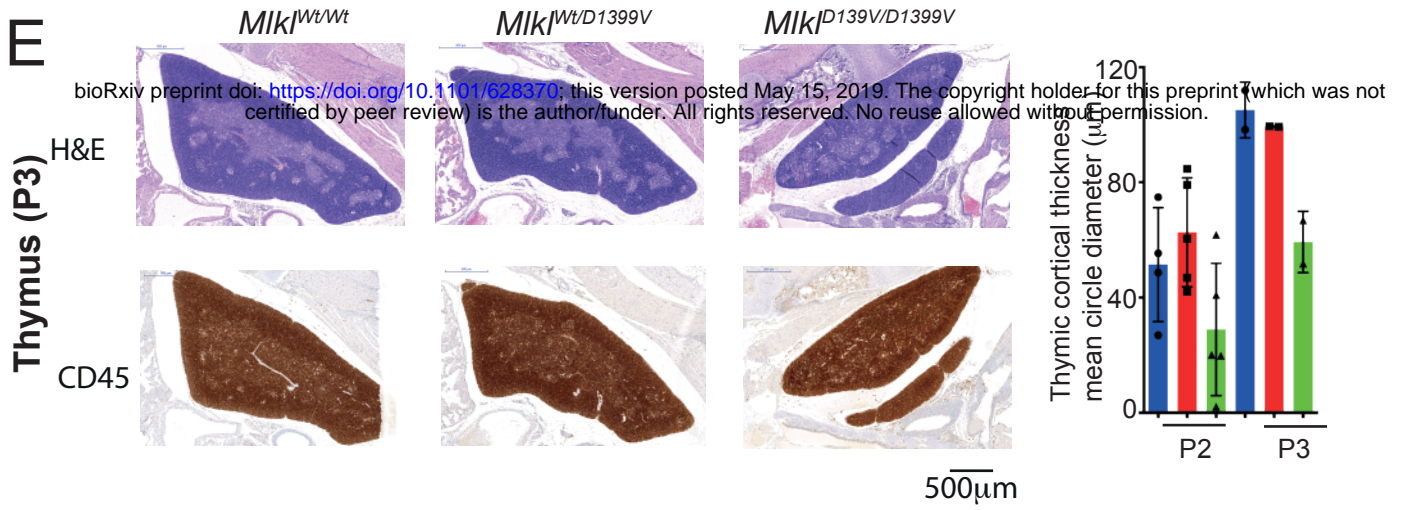 E
Mlkl^Wt/Wt
Mlkl^Wt/D1399V
Mlkl^D139V/D1399V
bioRxiv preprint doi: https://doi.org/10.1101/628370; this version posted May 15, 2019. The copyright holder for this preprint (which was not
certified by peer review) is the author/funder. All rights reserved. No reuse allowed without permission.
Thymus (P3)
H&E
CD45
500μm
Thymic cortical thickness
mean circle diameter (μm)
120
80
40
0
P2
P3